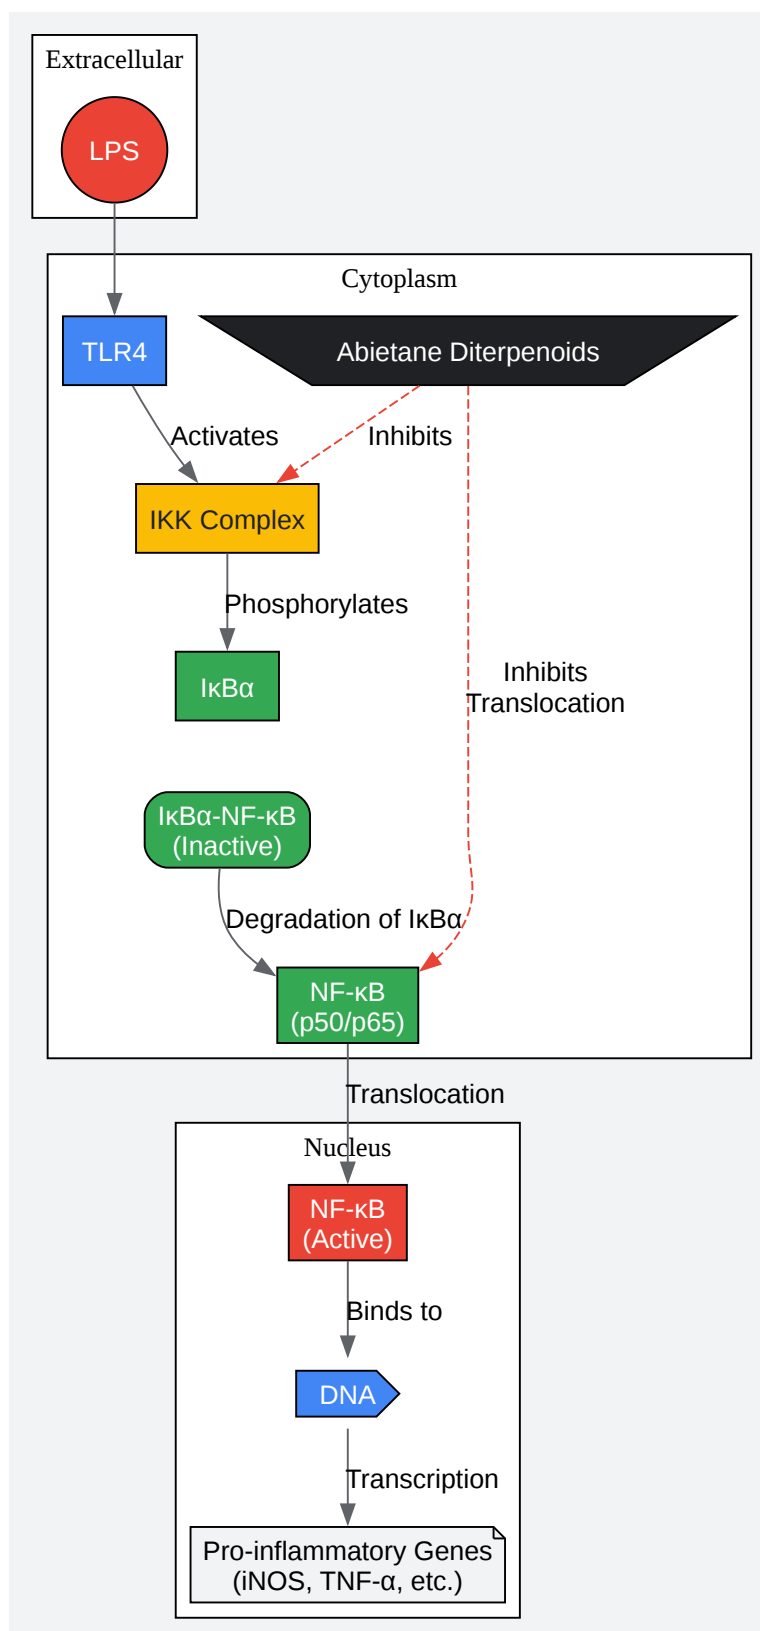 Extracellular
LPS
Cytoplasm
TLR4
Abietane Diterpenoids
Activates
Inhibits
IKK Complex
Phosphorylates
IκBα
Inhibits
Translocation
IκBα-NF-κB
(Inactive)
Degradation of IκBα
NF-κB
(p50/p65)
Translocation
Nucleus
NF-κB
(Active)
Binds to
DNA
Transcription
Pro-inflammatory Genes
(iNOS, TNF-α, etc.)